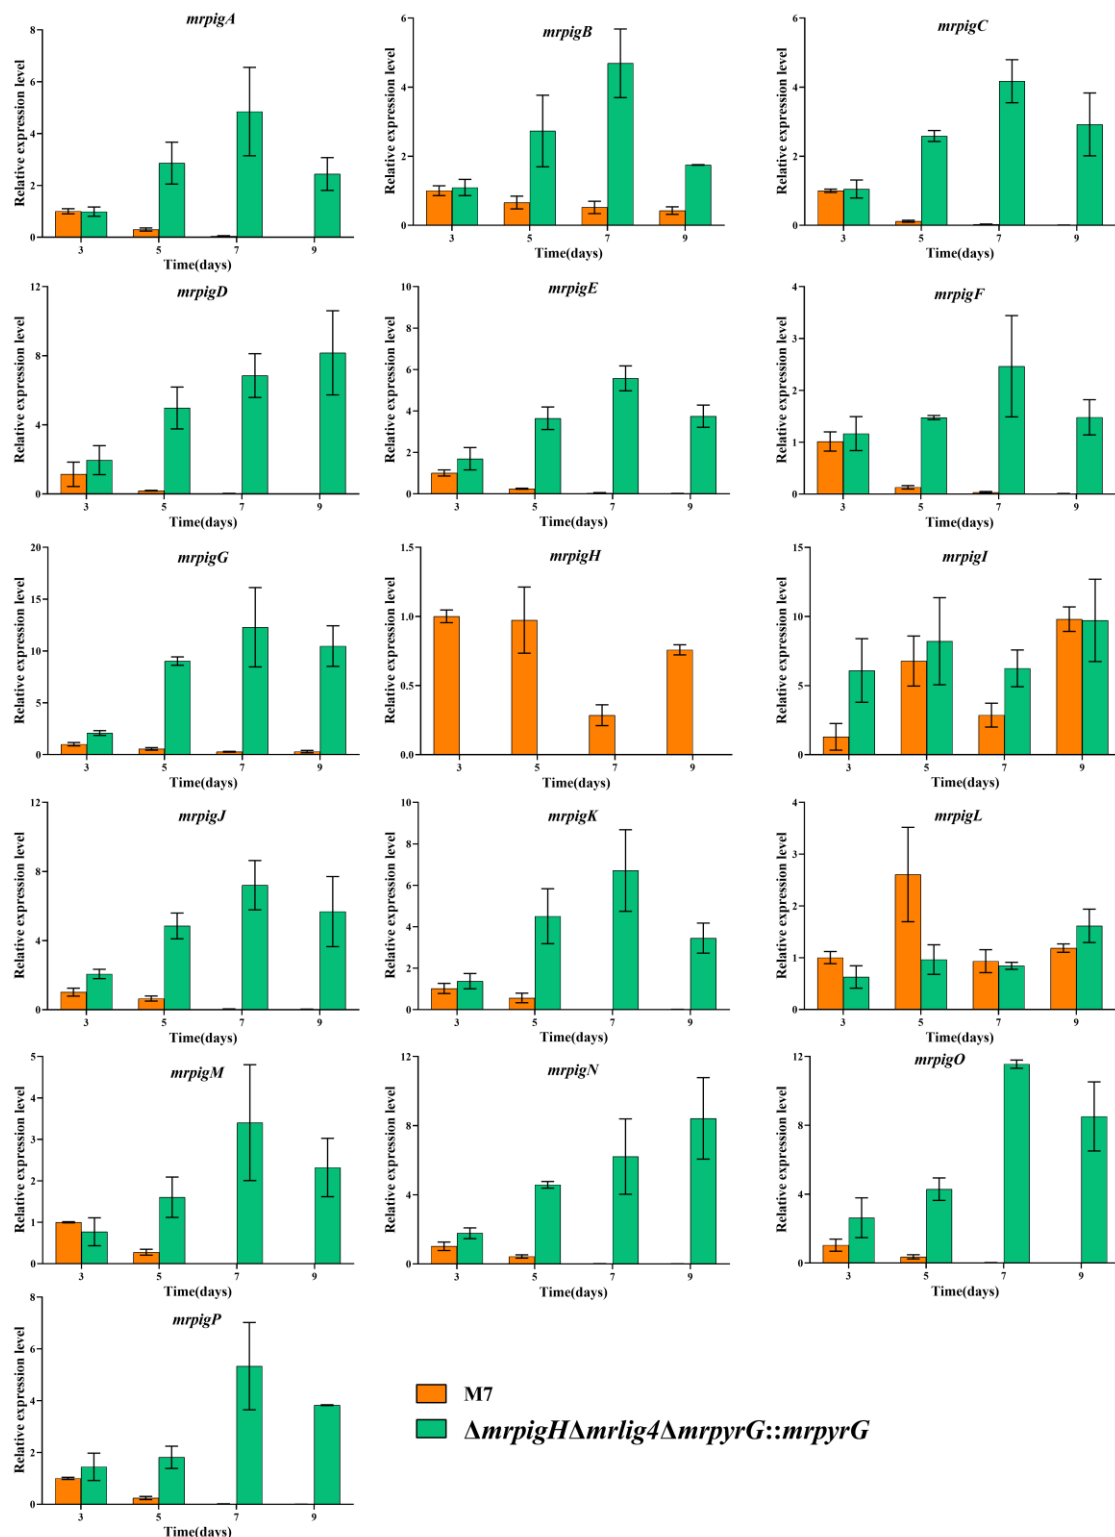 mrpigA
Relative expression level
8
6
4
2
0
3 5 7 9
Time(days)
mrpigB
Relative expression level
6
4
2
0
3 5 7 9
Time(days)
mrpigC
Relative expression level
6
4
2
0
3 5 7 9
Time(days)
mrpigD
Relative expression level
12
8
4
0
3 5 7 9
Time(days)
mrpigE
Relative expression level
10
8
6
4
2
0
3 5 7 9
Time(days)
mrpigF
Relative expression level
4
3
2
1
0
3 5 7 9
Time(days)
mrpigG
Relative expression level
20
15
10
5
0
3 5 7 9
Time(days)
mrpigH
Relative expression level
1.5
1.0
0.5
0.0
3 5 7 9
Time(days)
mrpigI
Relative expression level
15
10
5
0
3 5 7 9
Time(days)
mrpigJ
Relative expression level
12
8
4
0
3 5 7 9
Time(days)
mrpigK
Relative expression level
10
8
6
4
2
0
3 5 7 9
Time(days)
mrpigL
Relative expression level
4
3
2
1
0
3 5 7 9
Time(days)
mrpigM
Relative expression level
5
4
3
2
1
0
3 5 7 9
Time(days)
mrpigN
Relative expression level
12
8
4
0
3 5 7 9
Time(days)
mrpigO
Relative expression level
12
8
4
0
3 5 7 9
Time(days)
mrpigP
Relative expression level
8
6
4
2
0
3 5 7 9
Time(days)
M7
ΔmrpigHΔmrlig4ΔmrpyrG::mrpyrG